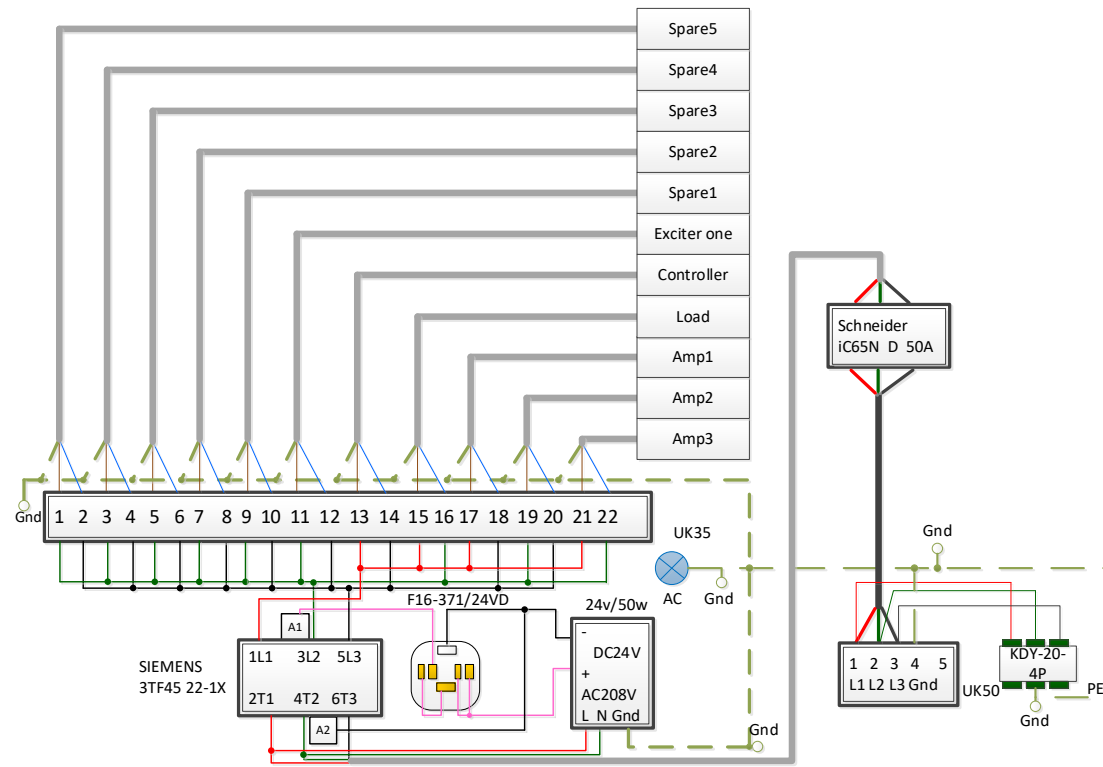 Spare5
Spare4
Spare3
Spare2
Spare1
Exciter one
Controller
Load
Amp1
Amp2
Amp3
Schneider
iC65N D 50A
Gnd
1 2 3 4 5 6 7 8 9 10 11 12 13 14 15 16 17 18 19 20 21 22
UK35
AC
Gnd
Gnd
F16-371/24VD
24v/50w
A1
1L1 3L2 5L3
SIEMENS
3TF45 22-1X
2T1 4T2 6T3
A2
-
DC24V
+
AC208V
L N Gnd
Gnd
1 2 3 4 5
L1 L2 L3 Gnd
UK50
KDY-20-
4P
PE
Gnd